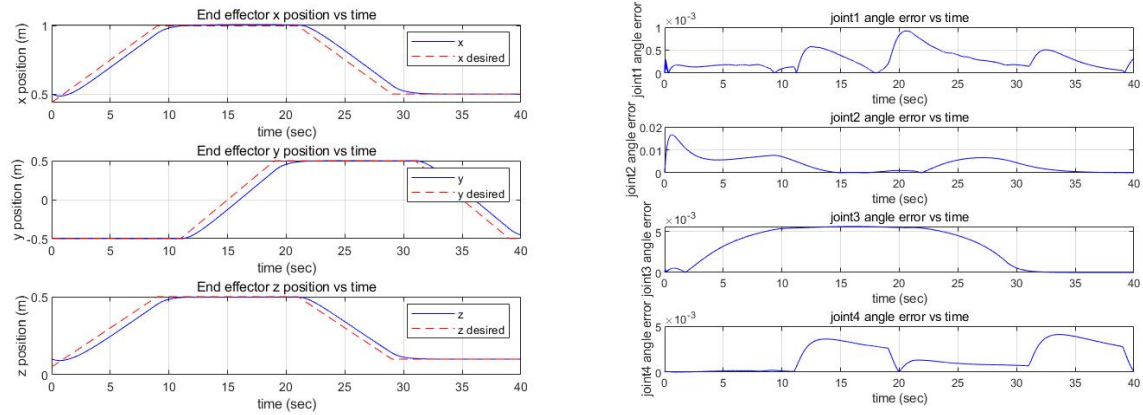 End effector x position vs time
1
0.5
x position (m)
x
x desired
0 5 10 15 20 25 30 35 40
time (sec)
End effector y position vs time
0.5
0
-0.5
y position (m)
y
y desired
0 5 10 15 20 25 30 35 40
time (sec)
End effector z position vs time
0.5
0
z position (m)
z
z desired
0 5 10 15 20 25 30 35 40
time (sec)
joint1 angle error vs time
×10⁻³
1
0.5
0
joint1 angle error
0 5 10 15 20 25 30 35 40
time (sec)
joint2 angle error vs time
0.02
0.01
0
joint2 angle error
0 5 10 15 20 25 30 35 40
time (sec)
joint3 angle error vs time
×10⁻³
5
0
joint3 angle error
0 5 10 15 20 25 30 35 40
time (sec)
joint4 angle error vs time
×10⁻³
5
0
joint4 angle error
0 5 10 15 20 25 30 35 40
time (sec)